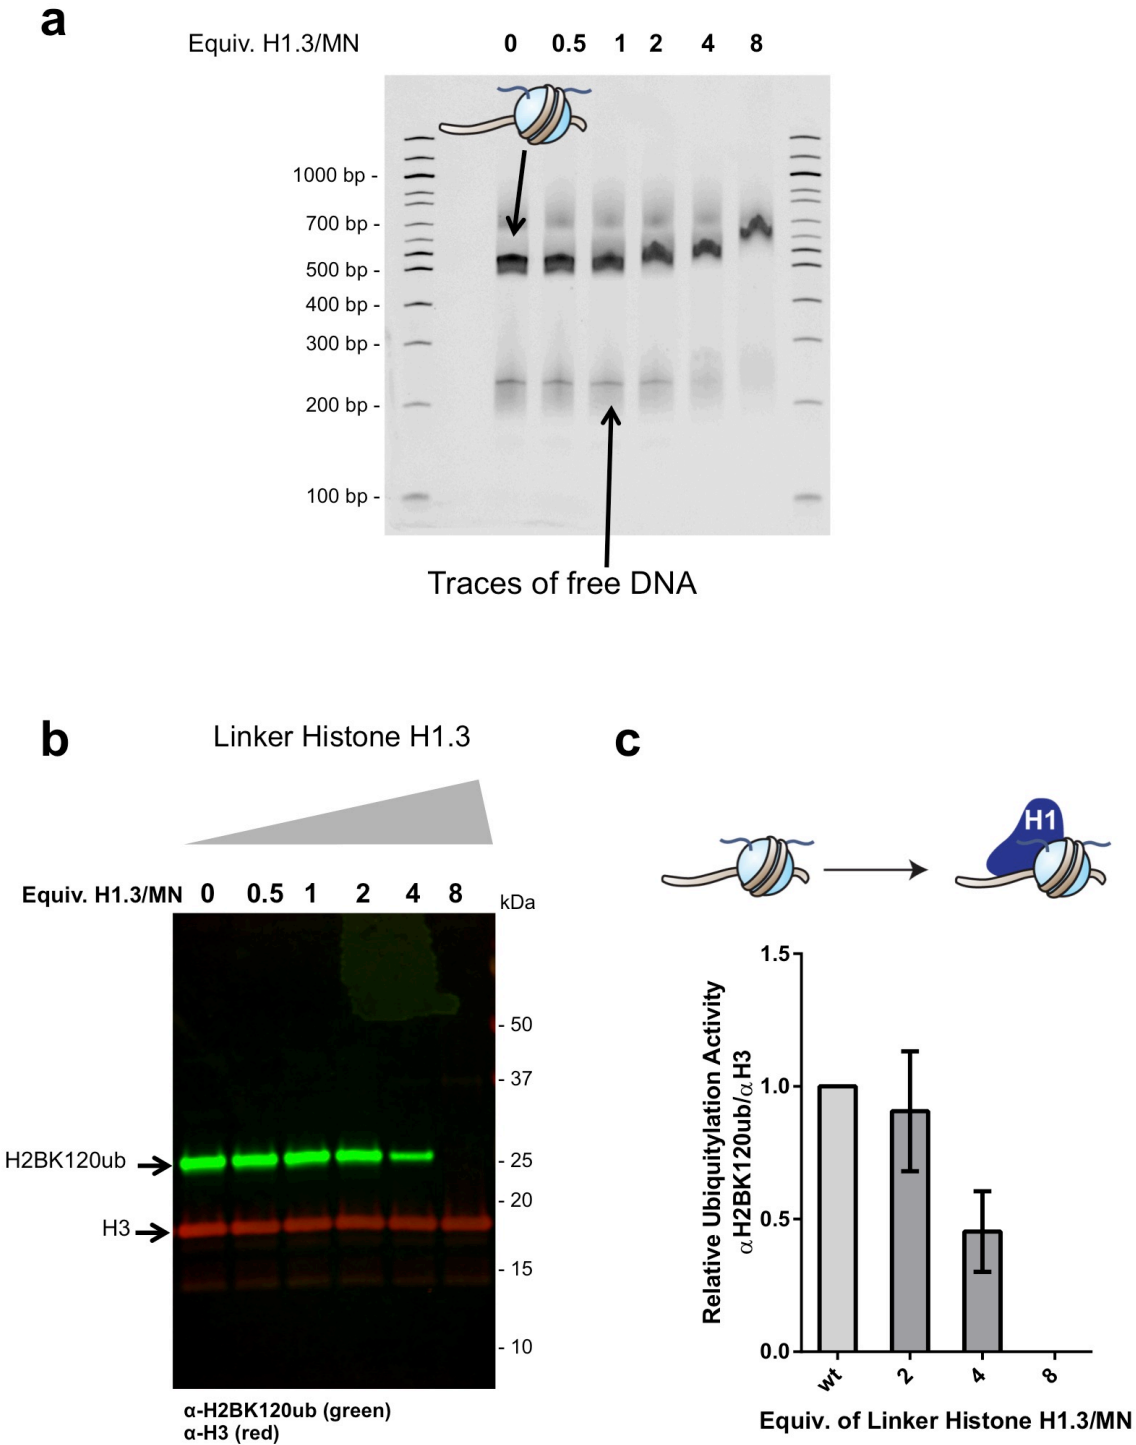 a
Equiv. H1.3/MN 0 0.5 1 2 4 8
1000 bp -
700 bp -
500 bp -
400 bp -
300 bp -
200 bp -
100 bp -
Traces of free DNA
b
Linker Histone H1.3
Equiv. H1.3/MN 0 0.5 1 2 4 8
kDa
- 50
- 37
H2BK120ub
- 25
- 20
H3
- 15
- 10
α-H2BK120ub (green)
α-H3 (red)
c
H1
Relative Ubiquitylation Activity
αH2BK120ub/αH3
1.5
1.0
0.5
0.0
wt 2 4 8
Equiv. of Linker Histone H1.3/MN